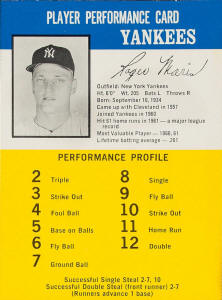 PLAYER PERFORMANCE CARD
YANKEES
Roger Maris
Outfield: New York Yankees
Ht. 6'0" Wt. 205 Bats L Throws R
Born: September 10, 1934
Came up with Cleveland in 1957
Joined Yankees in 1960
Hit 61 home runs in 1961 — a major league
record
Most Valuable Player — 1960, 61
Lifetime batting average — .261
PERFORMANCE PROFILE
2 Triple
3 Strike Out
4 Foul Ball
5 Base on Balls
6 Fly Ball
7 Ground Ball
8 Single
9 Fly Ball
10 Strike Out
11 Home Run
12 Double
Successful Single Steal 2-7, 10
Successful Double Steal (front runner) 2-7
(Runners advance 1 base)